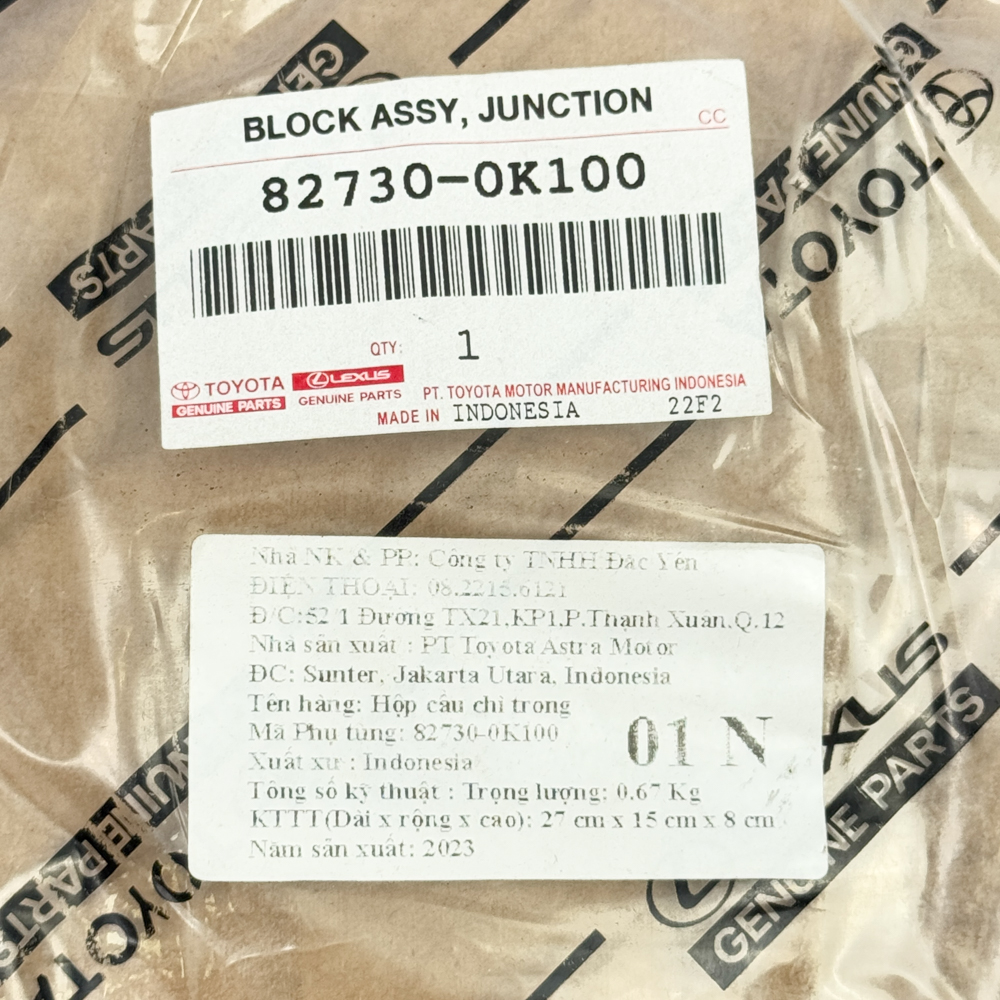 BLOCK ASSY, JUNCTION
CC
82730-0K100
QTY: 1
TOYOTA
GENUINE PARTS
LEXUS
GENUINE PARTS
PT. TOYOTA MOTOR MANUFACTURING INDONESIA
MADE IN INDONESIA 22F2
Nhà NK & PP: Công ty TNHH Đắc Yến
ĐIỆN THOẠI: 08.2215.6121
Đ/C:52/1 Đường TX21,KP1,P.Thạnh Xuân,Q.12
Nhà sản xuất : PT Toyota Astra Motor
ĐC: Sunter, Jakarta Utara, Indonesia
Tên hàng: Hộp cầu chì trong
Mã Phụ tùng: 82730-0K100
01 N
Xuất xứ : Indonesia
Tổng số kỹ thuật : Trọng lượng: 0.67 Kg
KTTT(Dài x rộng x cao): 27 cm x 15 cm x 8 cm
Năm sản xuất: 2023
GENUINE PARTS
TOYOTA
PARTS
LEXUS
GENUINE PARTS
GENUINE PARTS
TOYOTA